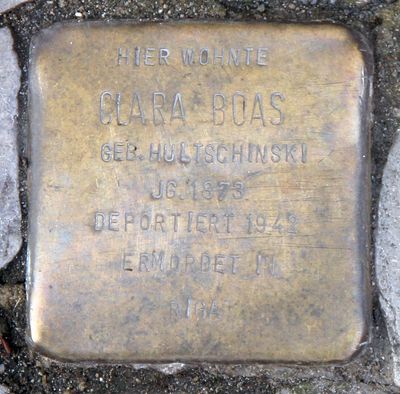 HIER WOHNTE
CLARA BOAS
GEB. HULTSCHINSKI
JG. 1873
DEPORTIERT 1942
ERMORDET IN
RIGA